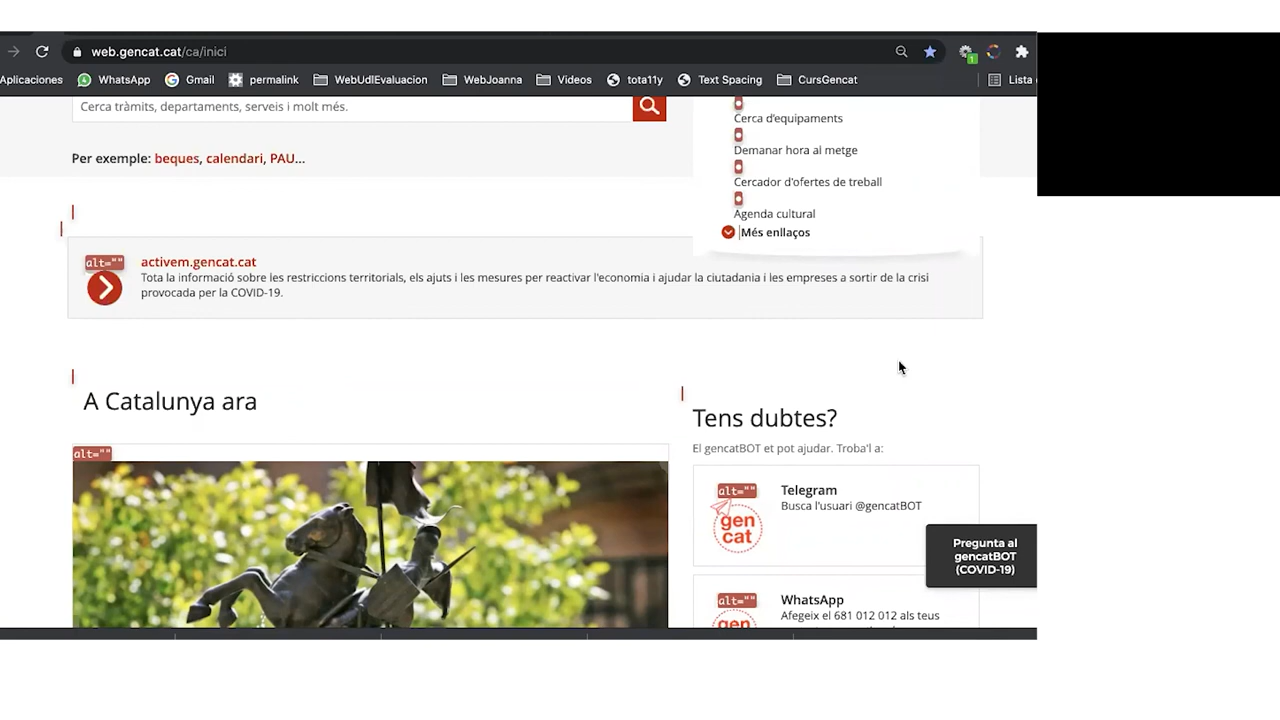 web.gencat.cat/ca/inici
Aplicaciones WhatsApp Gmail permalink WebUdlEvaluacion WebJoanna Videos tota11y Text Spacing CursGencat Lista
Cerca tràmits, departaments, serveis i molt més.
Per exemple: beques, calendari, PAU...
Cerca d'equipaments
Demanar hora al metge
Cercador d'ofertes de treball
Agenda cultural
Més enllaços
alt=""
activem.gencat.cat
Tota la informació sobre les restriccions territorials, els ajuts i les mesures per reactivar l'economia i ajudar la ciutadania i les empreses a sortir de la crisi
provocada per la COVID-19.
A Catalunya ara
alt=""
Tens dubtes?
El gencatBOT et pot ajudar. Troba'l a:
alt=""
gen
cat
Telegram
Busca l'usuari @gencatBOT
Pregunta al
gencatBOT
(COVID-19)
alt=""
gen
WhatsApp
Afegeix el 681 012 012 als teus